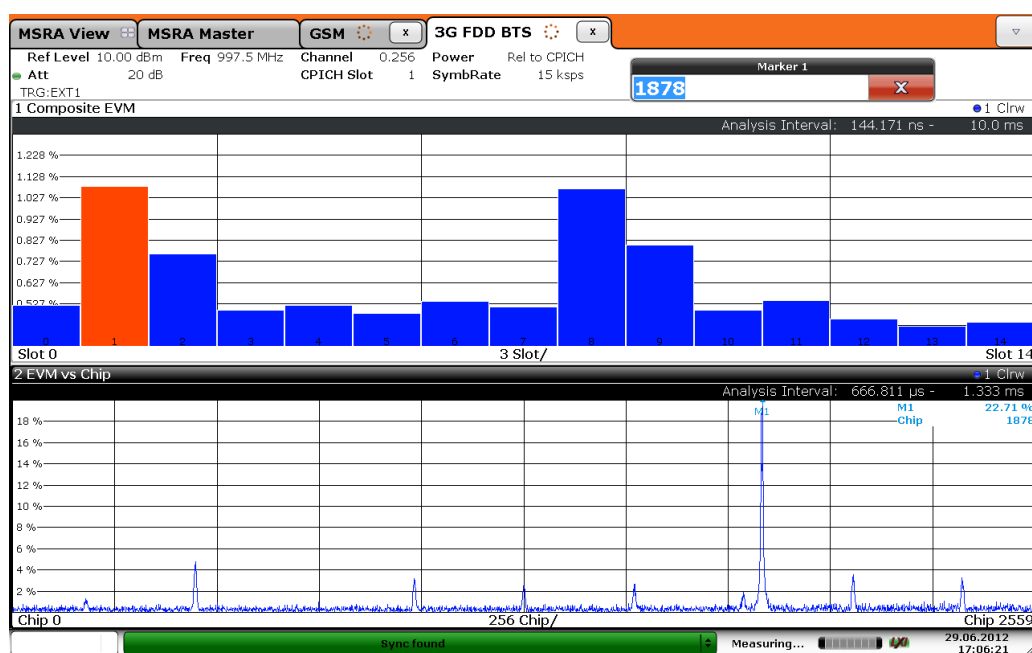 MSRA View MSRA Master GSM x 3G FDD BTS x
Ref Level 10.00 dBm Freq 997.5 MHz Channel 0.256 Power Rel to CPICH
Att 20 dB CPICH Slot 1 SymbRate 15 ksps
TRG:EXT1
Marker 1
1878 X
1 Composite EVM 1 Clrw
Analysis Interval: 144.171 ns - 10.0 ms
1.228 %
1.128 %
1.027 %
0.927 %
0.827 %
0.727 %
0.627 %
0.527 %
0 1 2 3 4 5 6 7 8 9 10 11 12 13 14
Slot 0 3 Slot/ Slot 14
2 EVM vs Chip 1 Clrw
Analysis Interval: 666.811 µs - 1.333 ms
M1 M1 22.71 %
Chip 1878
18 %
16 %
14 %
12 %
10 %
8 %
6 %
4 %
2 %
Chip 0 256 Chip/ Chip 2559
Sync found Measuring... LXI 29.06.2012
17:06:21